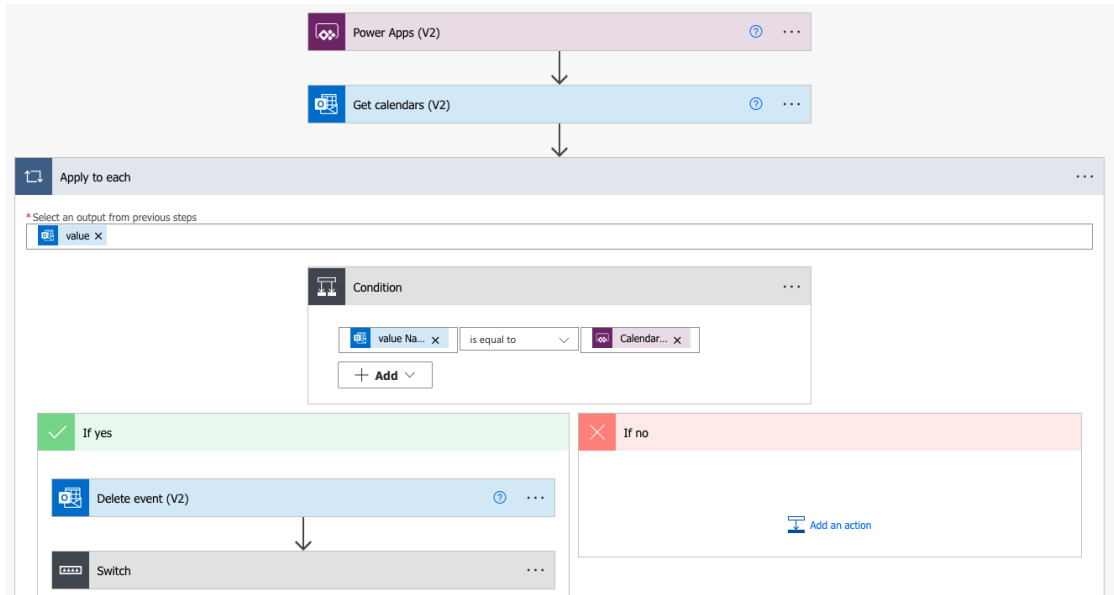 Power Apps (V2)
Get calendars (V2)
Apply to each
* Select an output from previous steps
value
Condition
value Na... is equal to Calendar...
Add
If yes
If no
Delete event (V2)
Add an action
Switch